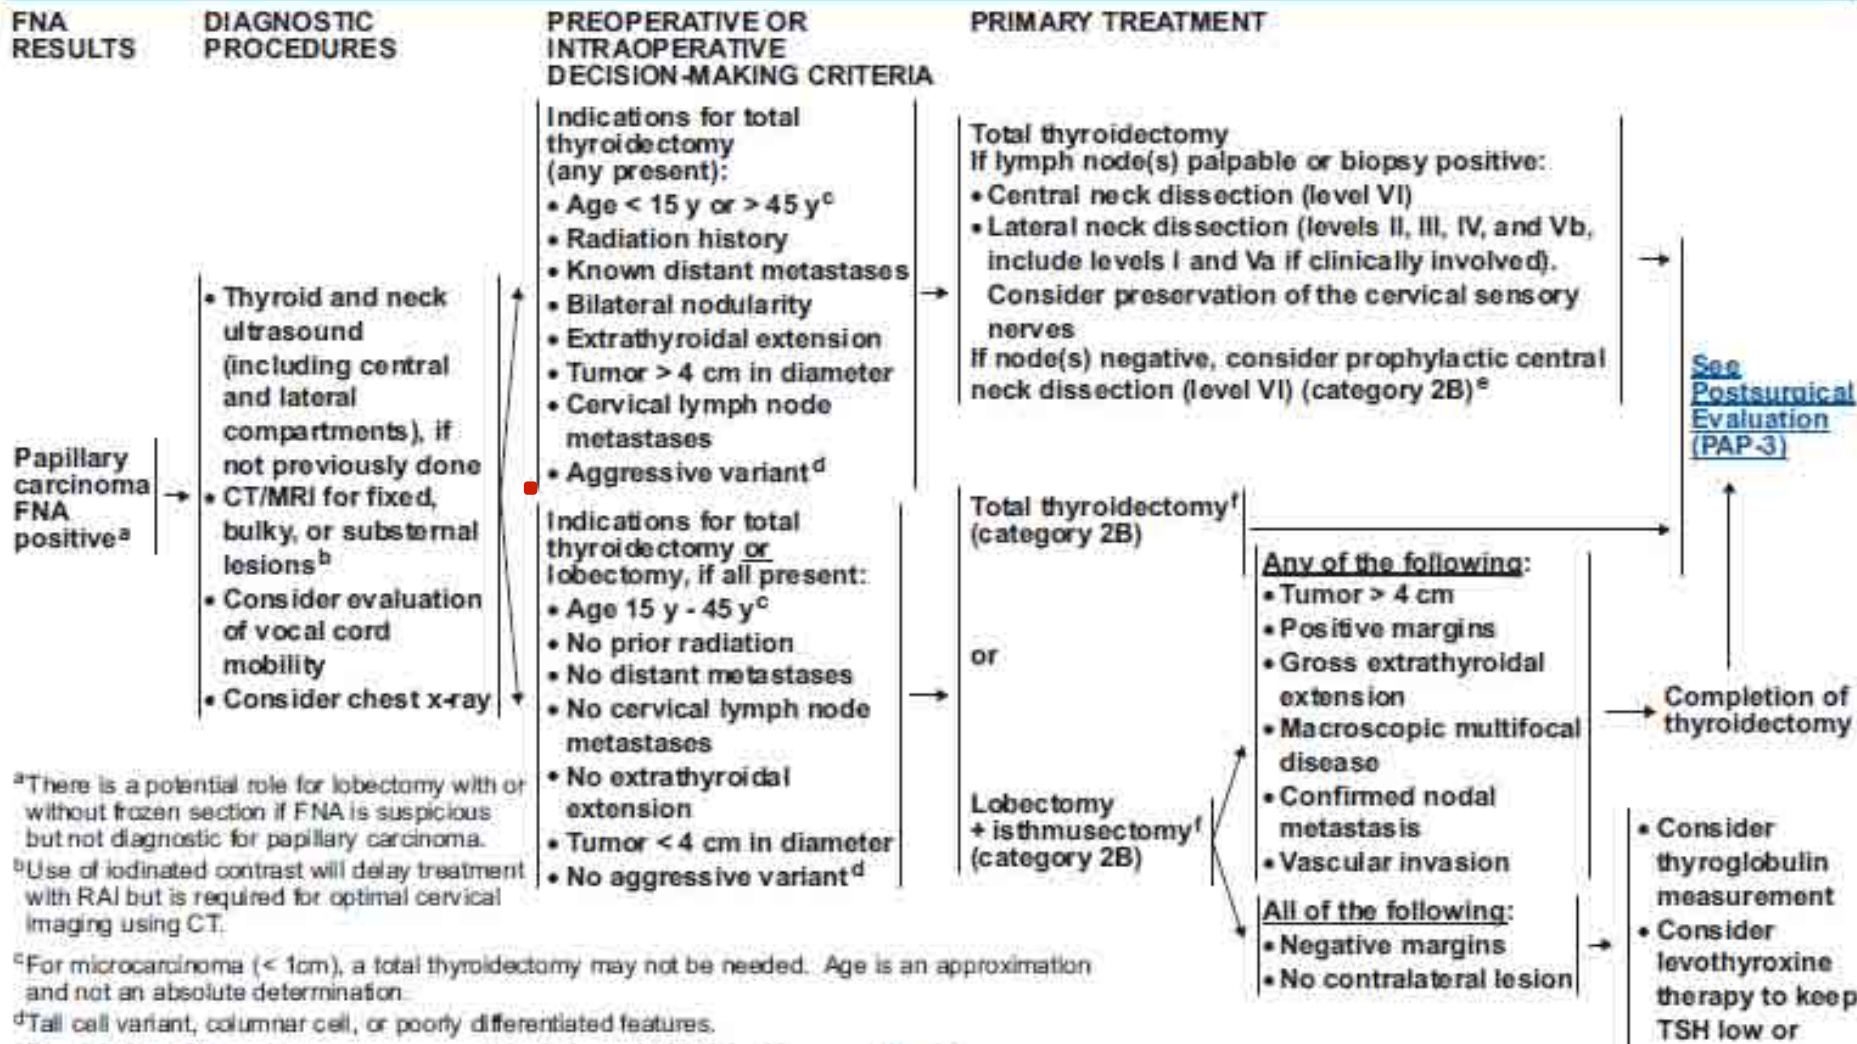 FNA
RESULTS
DIAGNOSTIC
PROCEDURES
PREOPERATIVE OR
INTRAOPERATIVE
DECISION-MAKING CRITERIA
PRIMARY TREATMENT
Papillary
carcinoma
FNA
positiveᵃ
• Thyroid and neck
ultrasound
(including central
and lateral
compartments), if
not previously done
• CT/MRI for fixed,
bulky, or substernal
lesionsᵇ
• Consider evaluation
of vocal cord
mobility
• Consider chest x-ray
Indications for total
thyroidectomy
(any present):
• Age < 15 y or > 45 yᶜ
• Radiation history
• Known distant metastases
• Bilateral nodularity
• Extrathyroidal extension
• Tumor > 4 cm in diameter
• Cervical lymph node
metastases
• Aggressive variantᵈ
Indications for total
thyroidectomy or
lobectomy, if all present:
• Age 15 y - 45 yᶜ
• No prior radiation
• No distant metastases
• No cervical lymph node
metastases
• No extrathyroidal
extension
• Tumor < 4 cm in diameter
• No aggressive variantᵈ
Total thyroidectomy
If lymph node(s) palpable or biopsy positive:
• Central neck dissection (level VI)
• Lateral neck dissection (levels II, III, IV, and Vb,
include levels I and Va if clinically involved).
Consider preservation of the cervical sensory
nerves
If node(s) negative, consider prophylactic central
neck dissection (level VI) (category 2B)ᵉ
Total thyroidectomyᶠ
(category 2B)
or
Lobectomy
+ isthmusectomyᶠ
(category 2B)
Any of the following:
• Tumor > 4 cm
• Positive margins
• Gross extrathyroidal
extension
• Macroscopic multifocal
disease
• Confirmed nodal
metastasis
• Vascular invasion
All of the following:
• Negative margins
• No contralateral lesion
See
Postsurgical
Evaluation
(PAP-3)
Completion of
thyroidectomy
• Consider
thyroglobulin
measurement
• Consider
levothyroxine
therapy to keep
TSH low or
ᵃThere is a potential role for lobectomy with or
without frozen section if FNA is suspicious
but not diagnostic for papillary carcinoma.
ᵇUse of iodinated contrast will delay treatment
with RAI but is required for optimal cervical
imaging using CT.
ᶜFor microcarcinoma (< 1cm), a total thyroidectomy may not be needed. Age is an approximation
and not an absolute determination.
ᵈTall cell variant, columnar cell, or poorly differentiated features.